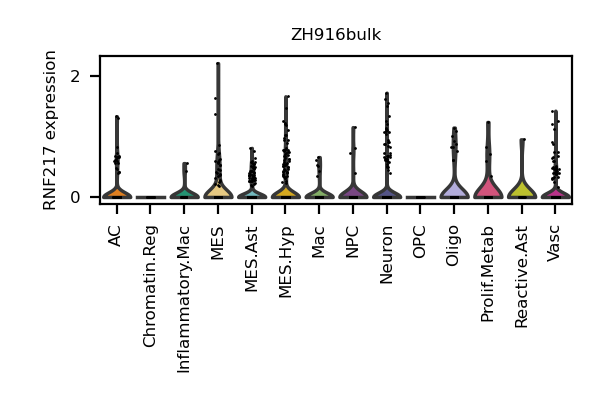 ZH916bulk
RNF217 expression
2
0
AC
Chromatin.Reg
Inflammatory.Mac
MES
MES.Ast
MES.Hyp
Mac
NPC
Neuron
OPC
Oligo
Prolif.Metab
Reactive.Ast
Vasc